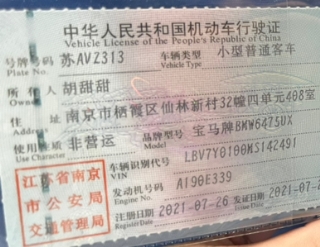 中华人民共和国机动车行驶证
Vehicle License of the People's Republic of China
号牌号码 苏AVZ313 车辆类型 小型普通客车
Plate No. Vehicle Type
所有人 胡甜甜
Owner
住址 南京市栖霞区仙林新村32幢四单元408室
Address
使用性质 非营运 品牌型号 宝马牌BMW6475UX
Use Character Model
车辆识别代号 LBV7Y0100MS142491
VIN
江苏省南京
市公安局
交通管理局
发动机号码 A190E339
Engine No.
注册日期 2021-07-26 发证日期 2021-07-2
Register Date Issue Date